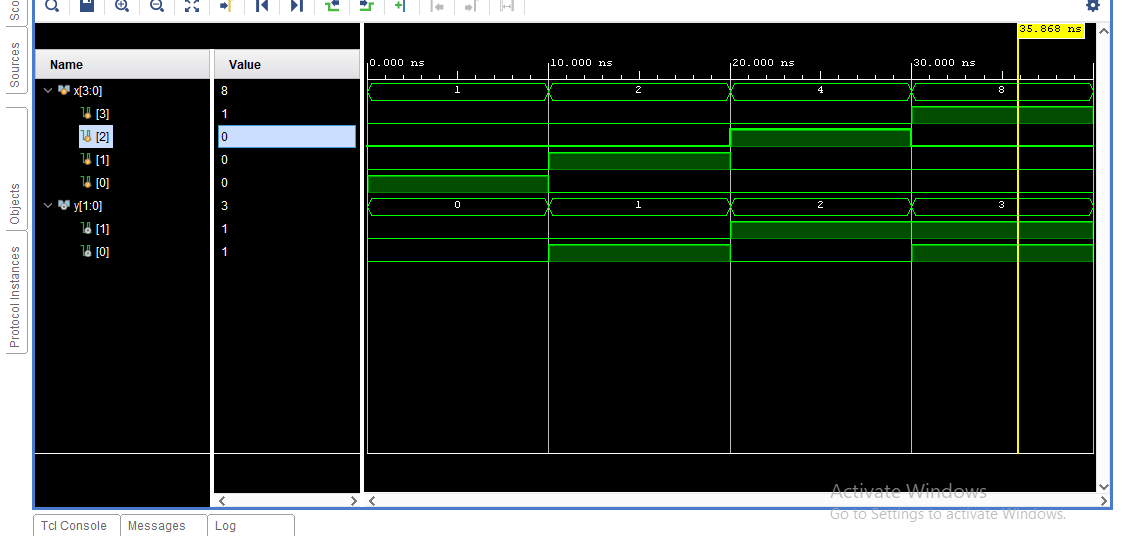 Sco
Sources
Objects
Protocol Instances
35.868 ns
Name
Value
0.000 ns
10.000 ns
20.000 ns
30.000 ns
x[3:0]
8
1
2
4
8
[3]
1
[2]
0
[1]
0
[0]
0
y[1:0]
3
0
1
2
3
[1]
1
[0]
1
Activate Windows
Go to Settings to activate Windows.
Tcl Console
Messages
Log